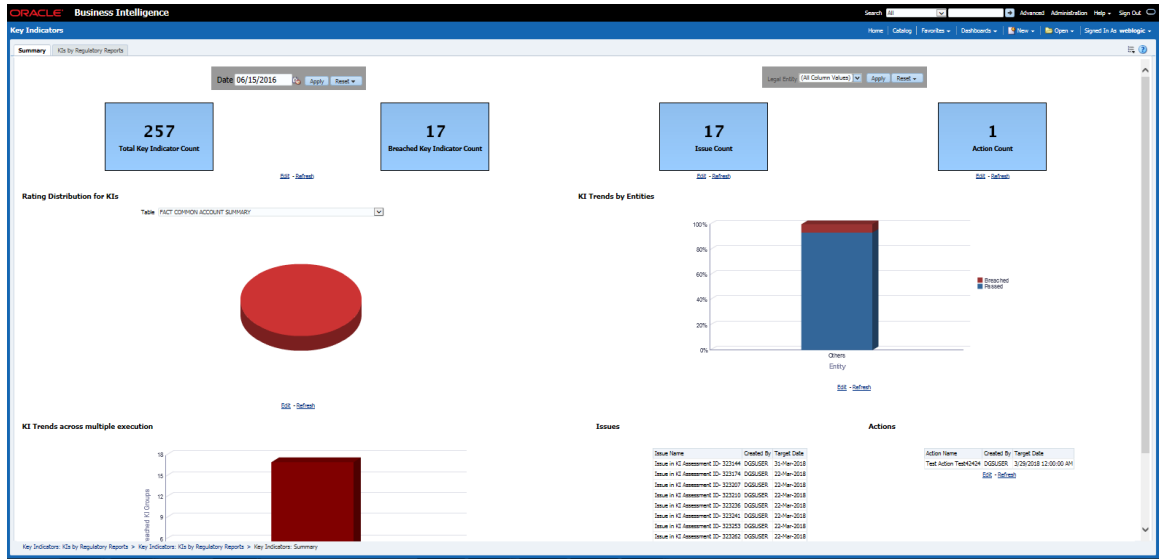 ORACLE Business Intelligence
Search All Advanced Administration Help Sign Out
Key Indicators
Home Catalog Favorites Dashboards New Open Signed In As weblogic
Summary KIs by Regulatory Reports
Date 06/15/2016 Apply Reset
Legal Entity (All Column Values) Apply Reset
257
Total Key Indicator Count
17
Breached Key Indicator Count
Edit - Refresh
17
Issue Count
Edit - Refresh
1
Action Count
Edit - Refresh
Rating Distribution for KIs
Table FACT COMMON ACCOUNT SUMMARY
Edit - Refresh
KI Trends by Entities
100%
80%
60%
40%
20%
0%
Others
Entity
Breached
Passed
Edit - Refresh
KI Trends across multiple execution
18
15
12
9
6
eached KI Groups
Issues
Issue Name Created By Target Date
Issue in KI Assessment ID- 323144 DGSUSER 31-Mar-2018
Issue in KI Assessment ID- 323174 DGSUSER 22-Mar-2018
Issue in KI Assessment ID- 323207 DGSUSER 22-Mar-2018
Issue in KI Assessment ID- 323210 DGSUSER 22-Mar-2018
Issue in KI Assessment ID- 323236 DGSUSER 22-Mar-2018
Issue in KI Assessment ID- 323241 DGSUSER 22-Mar-2018
Issue in KI Assessment ID- 323253 DGSUSER 22-Mar-2018
Issue in KI Assessment ID- 323262 DGSUSER 22-Mar-2018
Actions
Action Name Created By Target Date
Test Action Test42424 DGSUSER 3/29/2018 12:00:00 AM
Edit - Refresh
Key Indicators: KIs by Regulatory Reports > Key Indicators: KIs by Regulatory Reports > Key Indicators: Summary